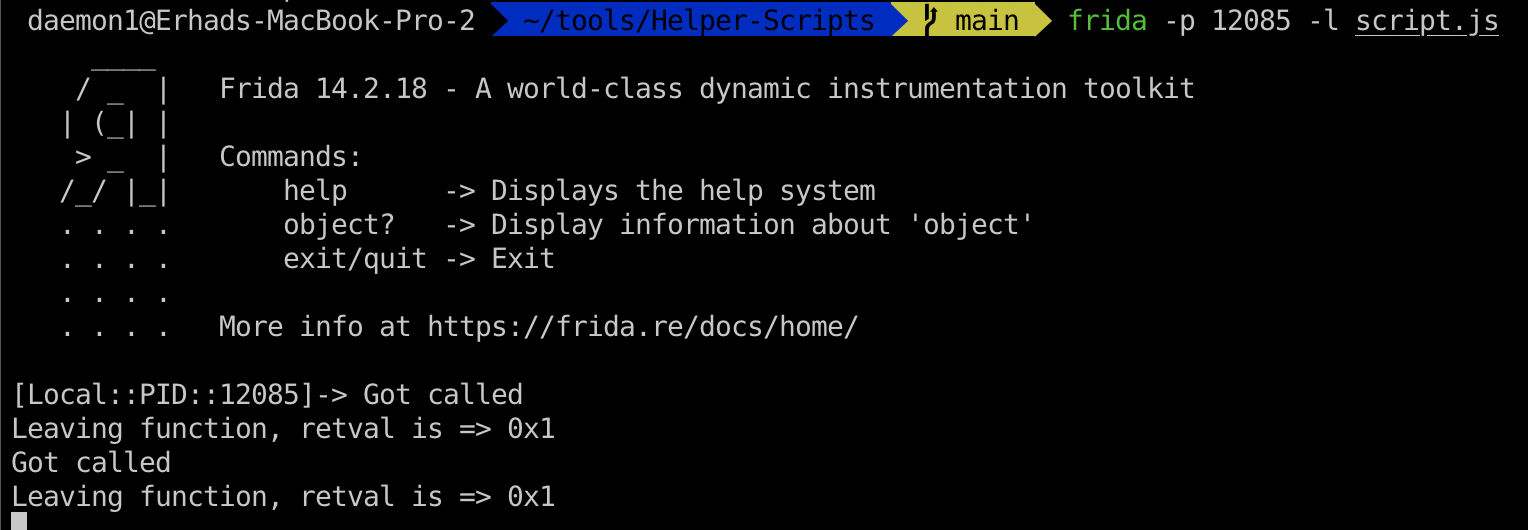 daemon1@Erhads-MacBook-Pro-2 ~/tools/Helper-Scripts main frida -p 12085 -l script.js
     ____
    / _  |   Frida 14.2.18 - A world-class dynamic instrumentation toolkit
   | (_| |
    > _  |   Commands:
   /_/ |_|       help      -> Displays the help system
   . . . .       object?   -> Display information about 'object'
   . . . .       exit/quit -> Exit
   . . . .
   . . . .   More info at https://frida.re/docs/home/
[Local::PID::12085]-> Got called
Leaving function, retval is => 0x1
Got called
Leaving function, retval is => 0x1